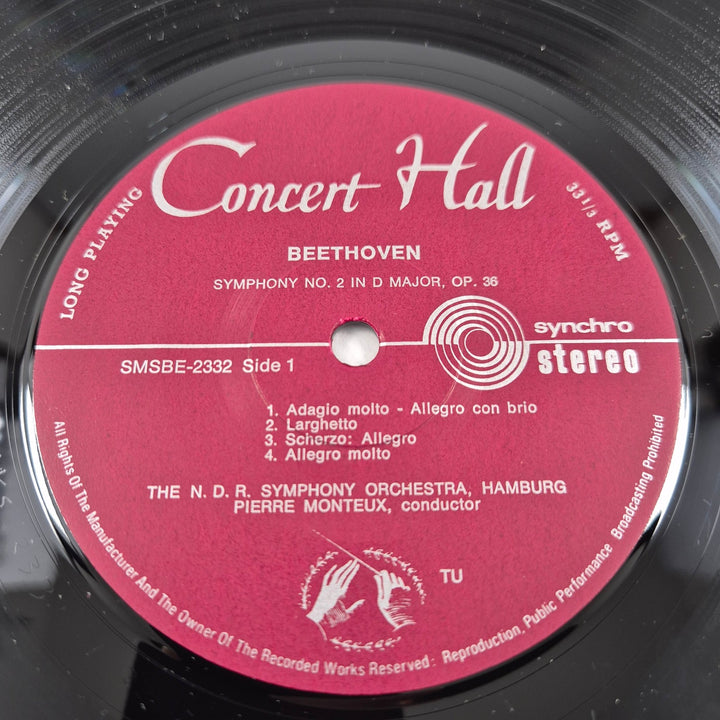 Concert Hall
LONG PLAYING
33 1/3 RPM
BEETHOVEN
SYMPHONY NO. 2 IN D MAJOR, OP. 36
synchro
stereo
SMSBE-2332 Side 1
1. Adagio molto - Allegro con brio
2. Larghetto
3. Scherzo: Allegro
4. Allegro molto
THE N. D. R. SYMPHONY ORCHESTRA, HAMBURG
PIERRE MONTEUX, conductor
TU
All Rights Of The Manufacturer And The Owner Of The Recorded Works Reserved: Reproduction, Public Performance Broadcasting Prohibited